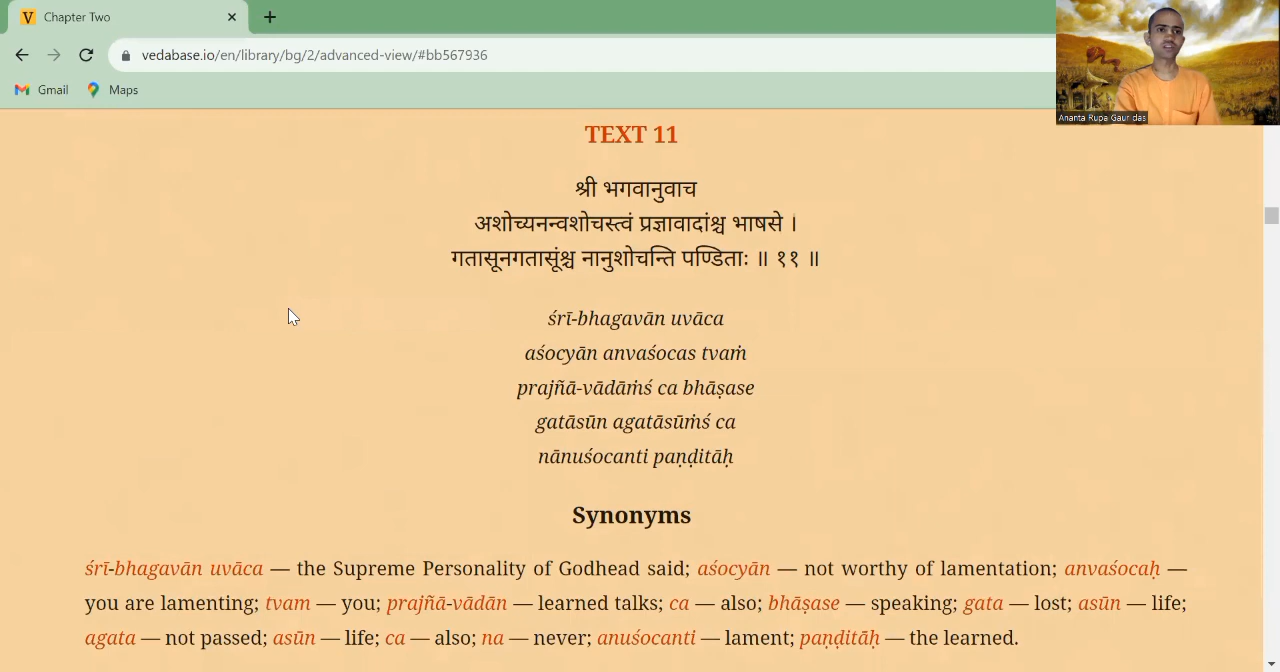 V Chapter Two
vedabase.io/en/library/bg/2/advanced-view/#bb567936
Gmail Maps
Ananta Rupa Gaur das
TEXT 11
श्री भगवानुवाच
अशोच्यनन्वशोचस्त्वं प्रज्ञावादांश्च भाषसे ।
गतासूनगतासूंश्च नानुशोचन्ति पण्डिताः ॥ ११ ॥
śrī-bhagavān uvāca
aśocyān anvaśocas tvaṁ
prajñā-vādāṁś ca bhāṣase
gatāsūn agatāsūṁś ca
nānuśocanti paṇḍitāḥ
Synonyms
śrī-bhagavān uvāca — the Supreme Personality of Godhead said; aśocyān — not worthy of lamentation; anvaśocaḥ —
you are lamenting; tvam — you; prajñā-vādān — learned talks; ca — also; bhāṣase — speaking; gata — lost; asūn — life;
agata — not passed; asūn — life; ca — also; na — never; anuśocanti — lament; paṇḍitāḥ — the learned.